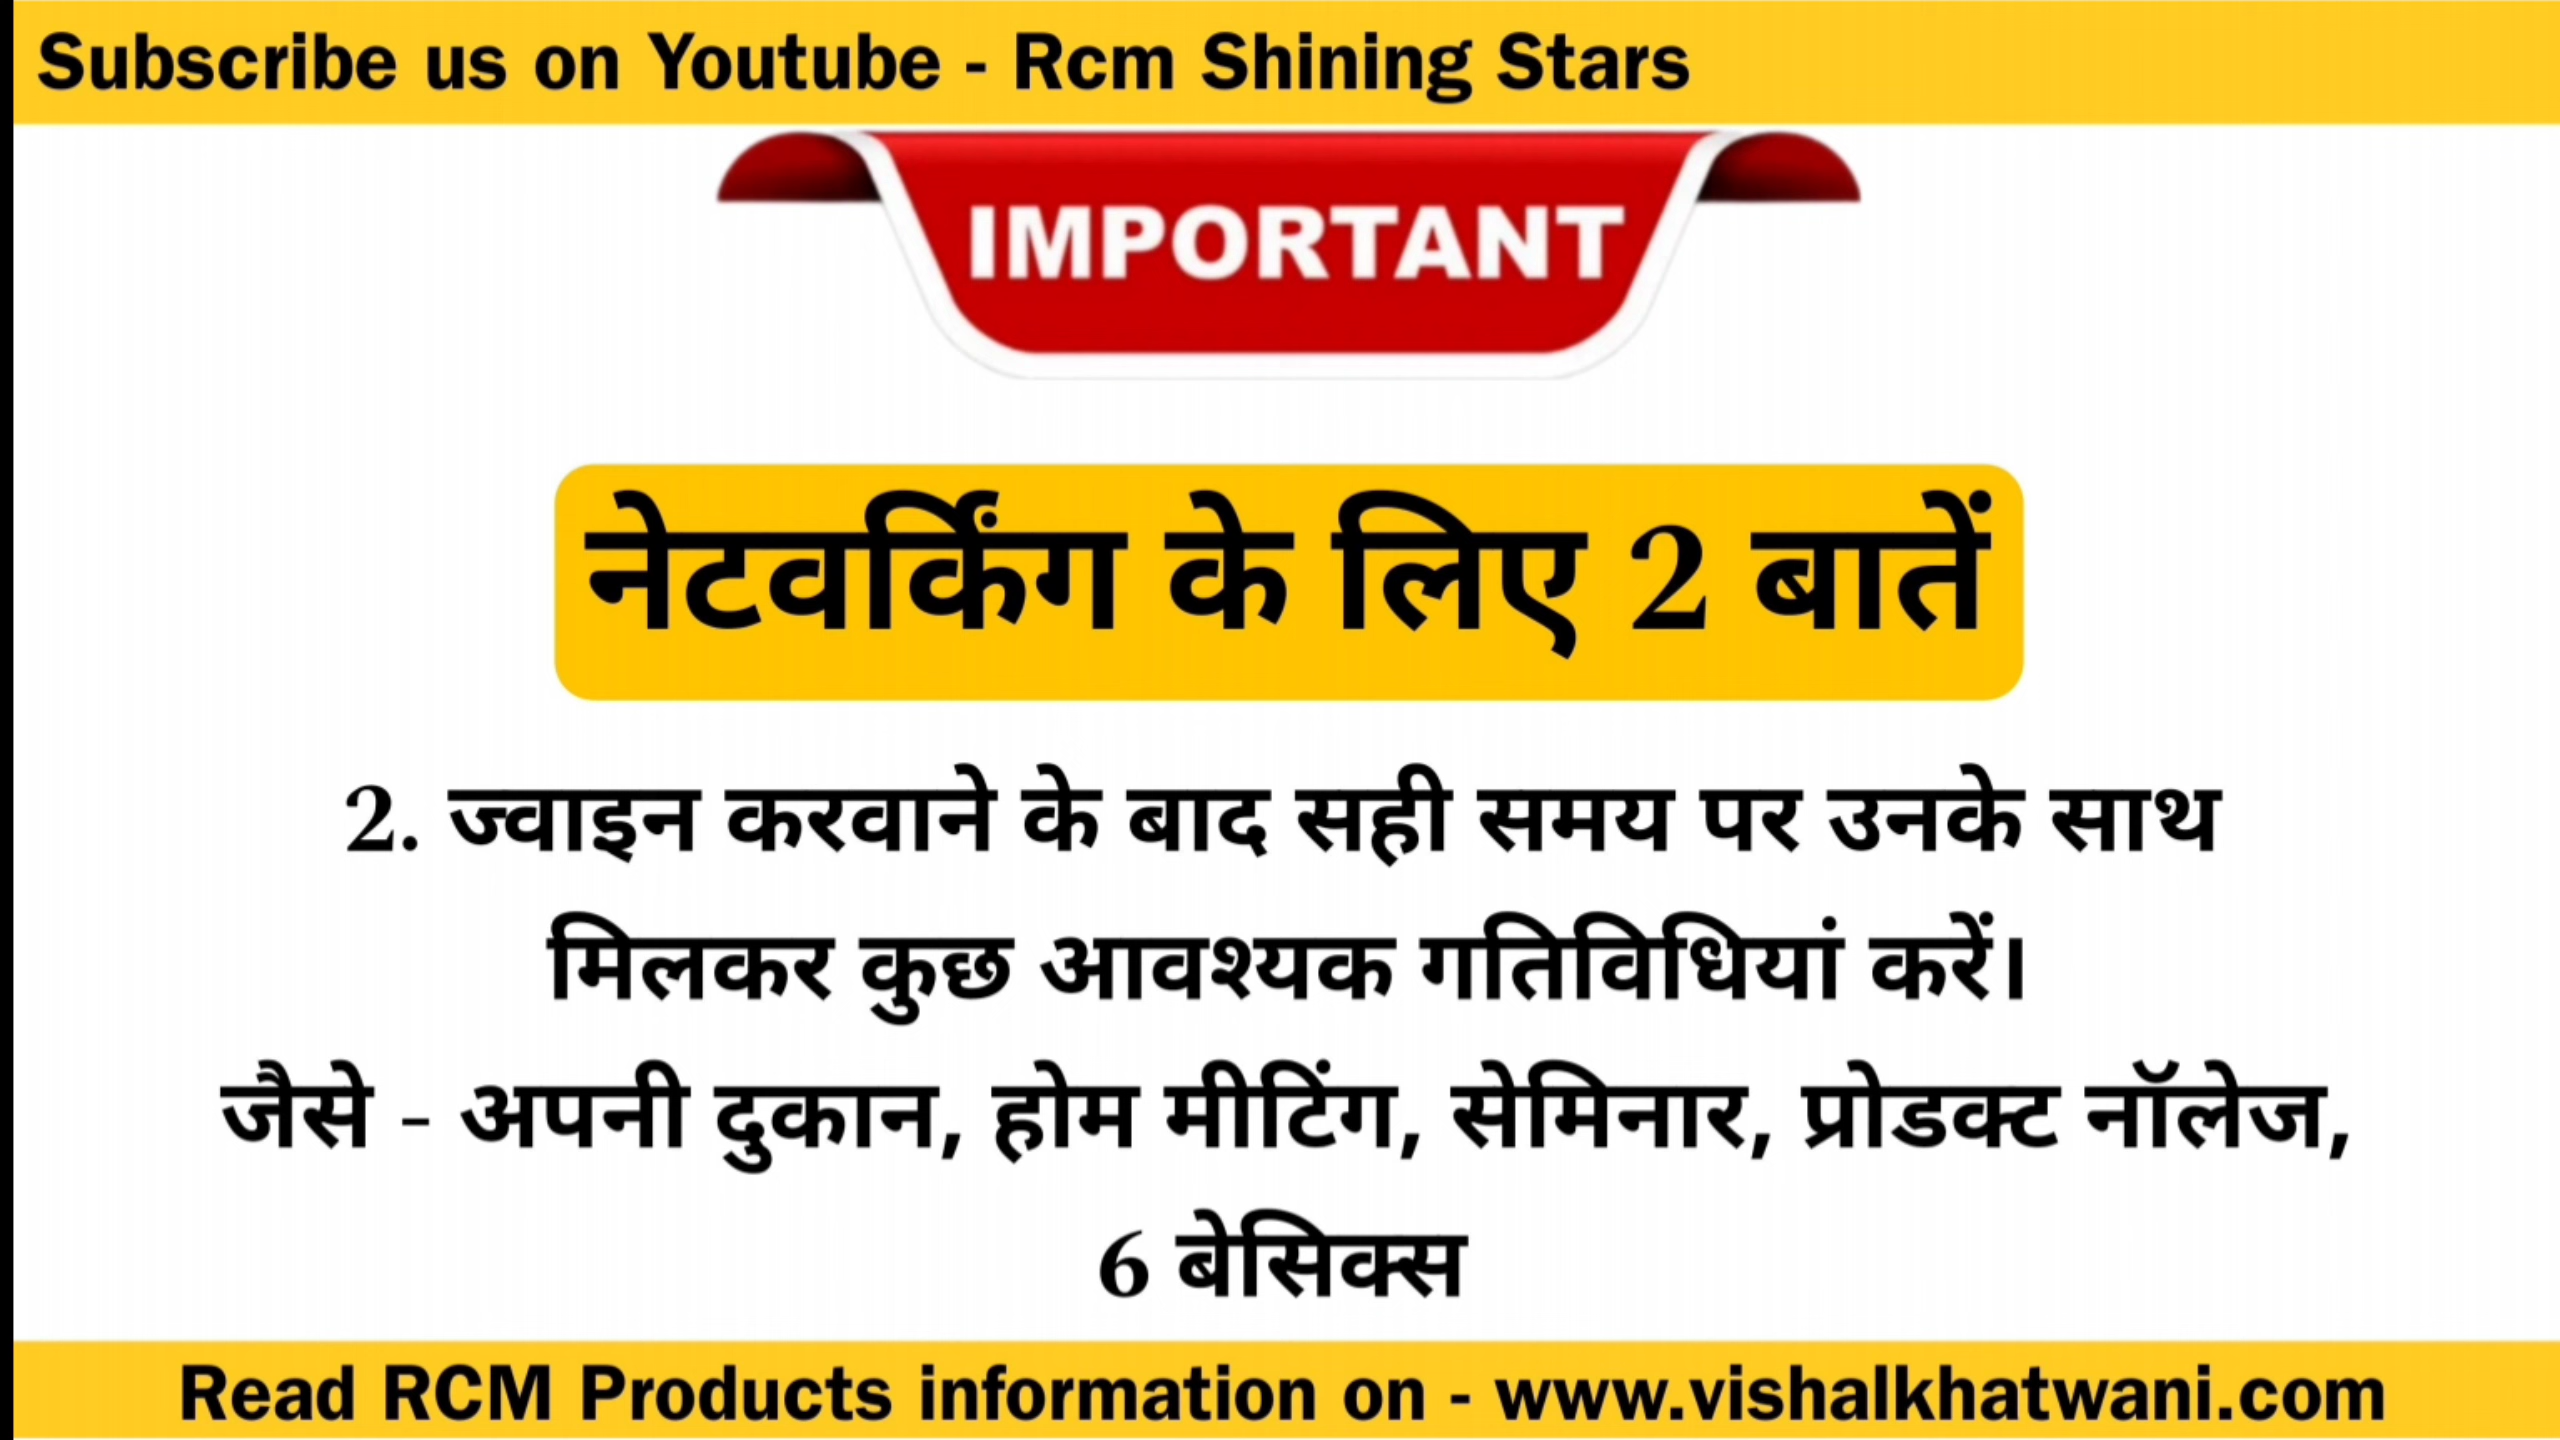 Subscribe us on Youtube - Rcm Shining Stars
IMPORTANT
नेटवर्किंग के लिए 2 बातें
2. ज्वाइन करवाने के बाद सही समय पर उनके साथ
मिलकर कुछ आवश्यक गतिविधियां करें।
जैसे - अपनी दुकान, होम मीटिंग, सेमिनार, प्रोडक्ट नॉलेज,
6 बेसिक्स
Read RCM Products information on - www.vishalkhatwani.com